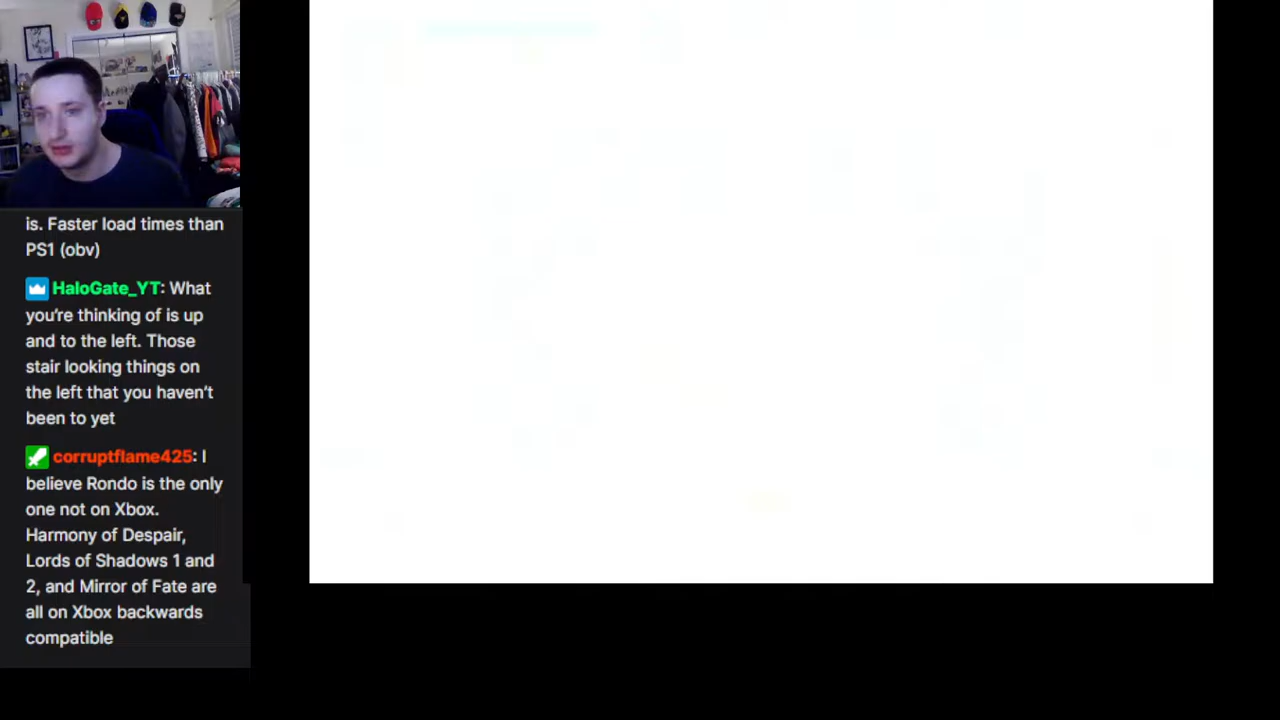 is. Faster load times than
PS1 (obv)
HaloGate_YT: What
you're thinking of is up
and to the left. Those
stair looking things on
the left that you haven't
been to yet
corruptflame425: I
believe Rondo is the only
one not on Xbox.
Harmony of Despair,
Lords of Shadows 1 and
2, and Mirror of Fate are
all on Xbox backwards
compatible